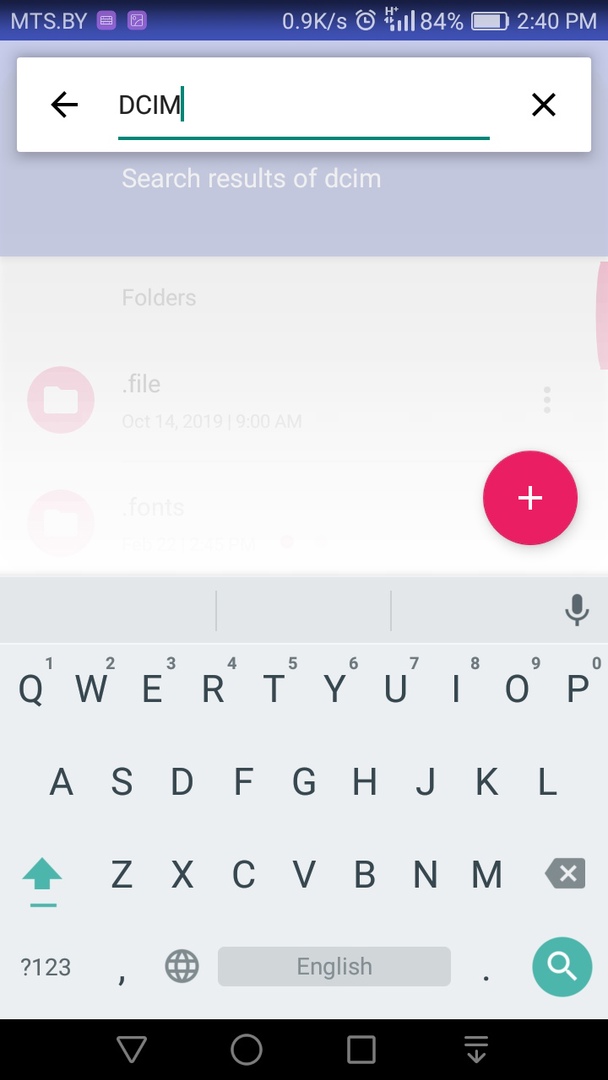 MTS.BY 0.9K/s H+ 84% 2:40 PM
DCIM
Search results of dcim
Folders
.file
Oct 14, 2019 | 9:00 AM
.fonts
1 2 3 4 5 6 7 8 9 0
Q W E R T Y U I O P
A S D F G H J K L
Z X C V B N M
?123 , English .